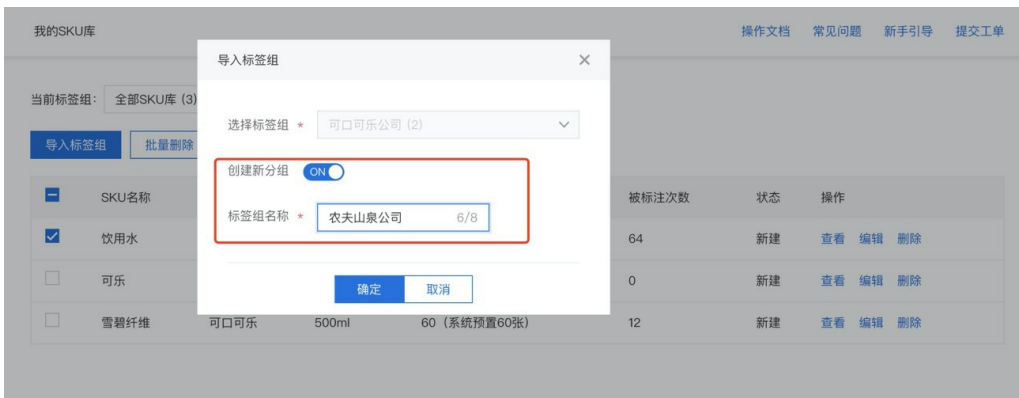 我的SKU库 操作文档 常见问题 新手引导 提交工单
导入标签组
当前标签组： 全部SKU库 (3)
选择标签组 * 可口可乐公司 (2)
导入标签组 批量删除
创建新分组 ON
SKU名称 被标注次数 状态 操作
标签组名称 * 农夫山泉公司 6/8
饮用水 64 新建 查看 编辑 删除
可乐 0 新建 查看 编辑 删除
确定 取消
雪碧纤维 可口可乐 500ml 60（系统预置60张） 12 新建 查看 编辑 删除